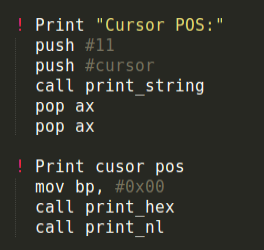 ! Print "Cursor POS:"
push #11
push #cursor
call print_string
pop ax
pop ax
! Print cusor pos
mov bp, #0x00
call print_hex
call print_nl